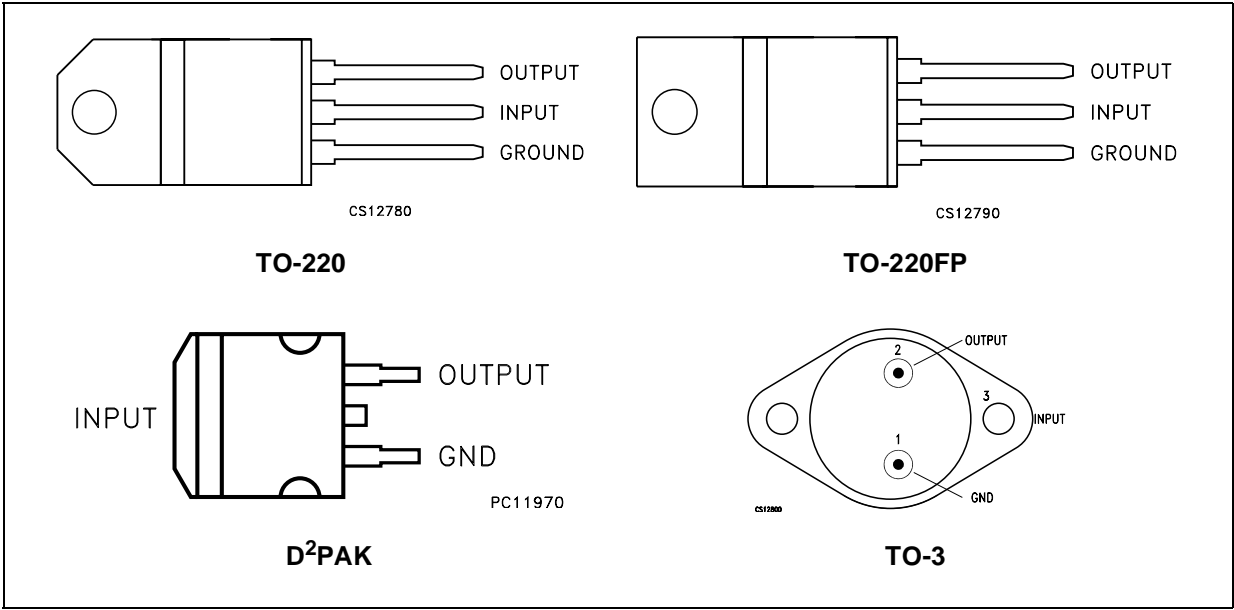 OUTPUT
INPUT
GROUND
CS12780
TO-220
OUTPUT
INPUT
GROUND
CS12790
TO-220FP
INPUT
OUTPUT
GND
PC11970
D²PAK
2
OUTPUT
3
INPUT
1
GND
CS12800
TO-3